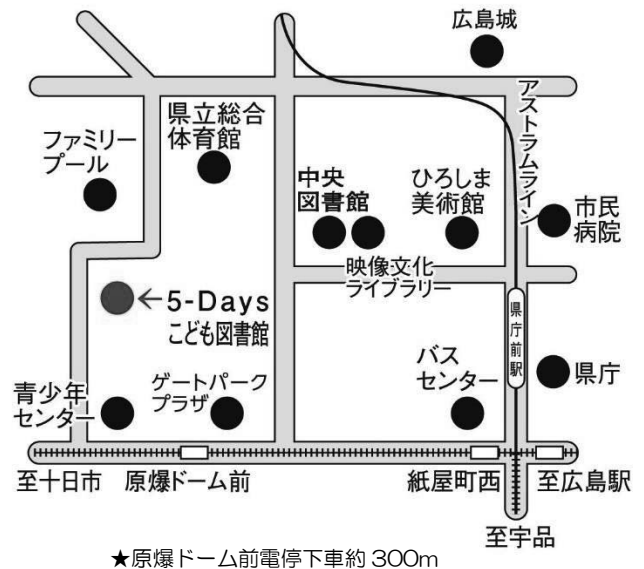 広島城
アストラムライン
県立総合
体育館
ファミリー
プール
中央
図書館
ひろしま
美術館
市民
病院
映像文化
ライブラリー
←5-Days
こども図書館
県庁前駅
バス
センター
県庁
青少年
センター
ゲートパーク
プラザ
至十日市
原爆ドーム前
紙屋町西
至広島駅
至宇品
★原爆ドーム前電停下車約300m